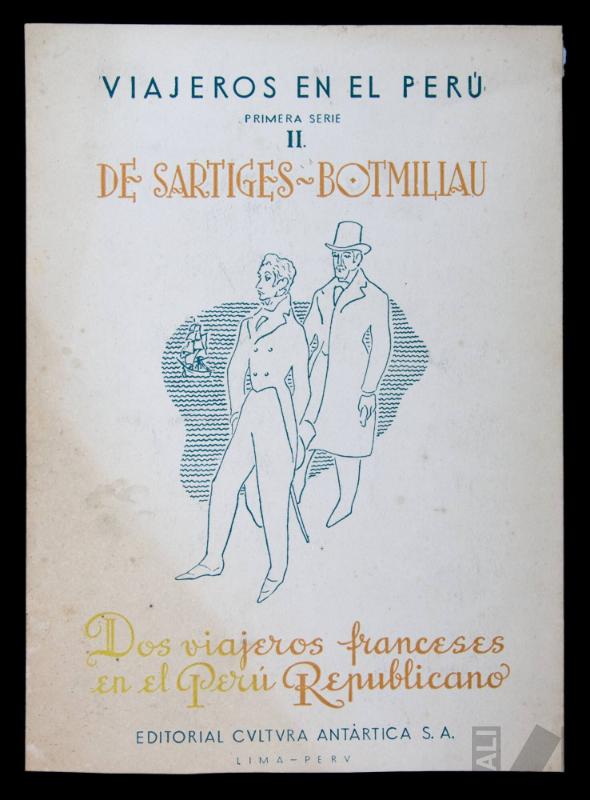 VIAJEROS EN EL PERÚ
PRIMERA SERIE
II.
DE SARTIGES~BOTMILIAU
Dos viajeros franceses
en el Perú Republicano
EDITORIAL CVLTVRA ANTÁRTICA S. A.
LIMA-PERV
ALI